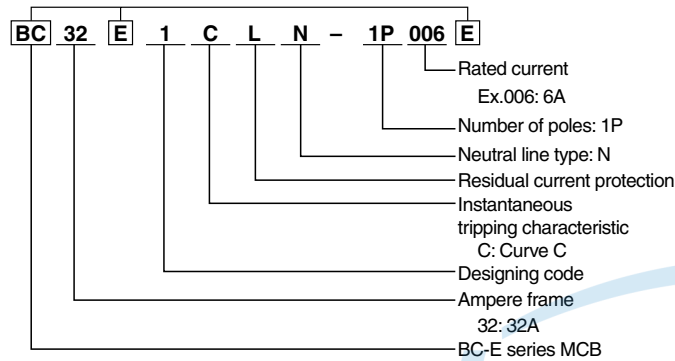 BC 32 E 1 C L N – 1P 006 E
Rated current
Ex.006: 6A
Number of poles: 1P
Neutral line type: N
Residual current protection
Instantaneous
tripping characteristic
C: Curve C
Designing code
Ampere frame
32: 32A
BC-E series MCB